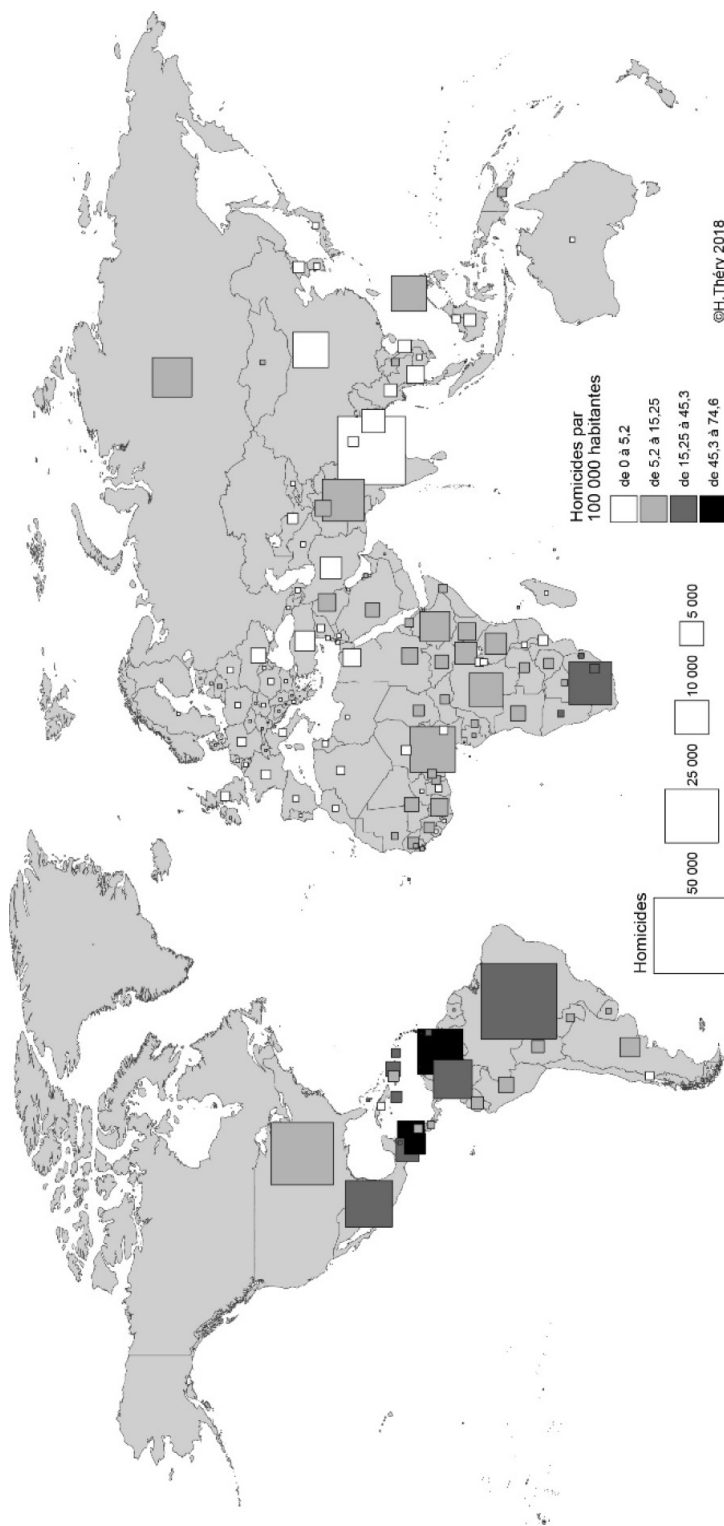 Homicides
50 000
25 000
10 000
5 000
Homicides par
100 000 habitantes
de 0 à 5,2
de 5,2 à 15,25
de 15,25 à 45,3
de 45,3 à 74,6
©H.Théry 2018